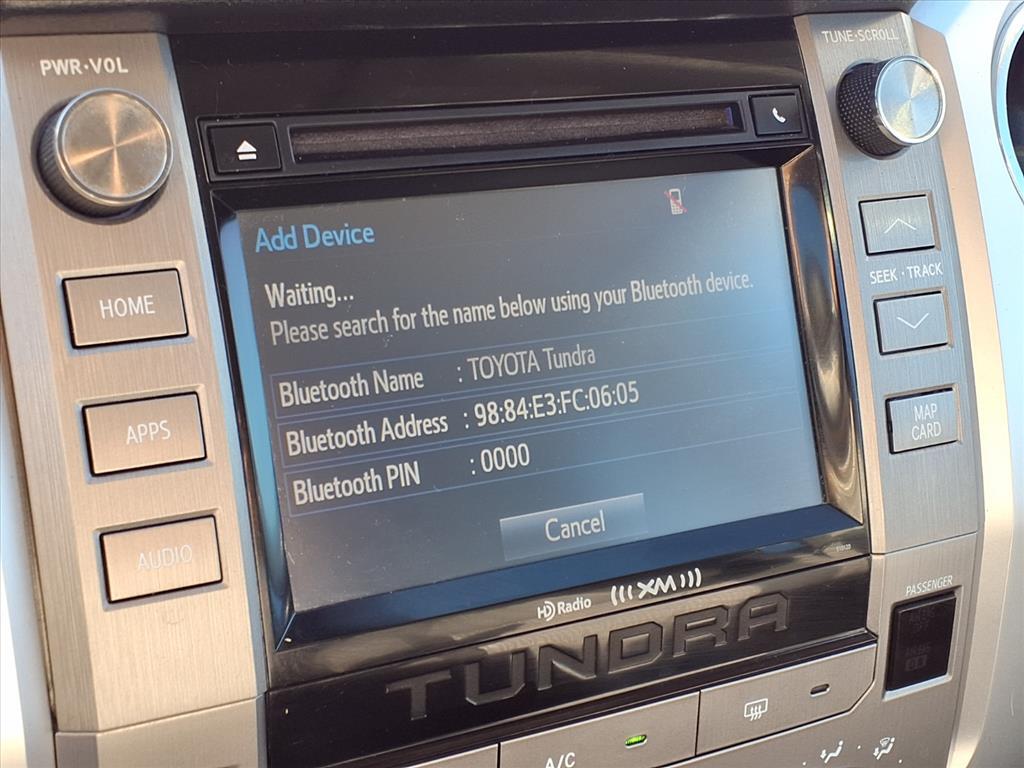 PWR·VOL
TUNE·SCROLL
Add Device
Waiting...
Please search for the name below using your Bluetooth device.
Bluetooth Name : TOYOTA Tundra
Bluetooth Address : 98:84:E3:FC:06:05
Bluetooth PIN : 0000
Cancel
HOME
APPS
AUDIO
SEEK · TRACK
MAP
CARD
HD Radio
XM
TUNDRA
PASSENGER
A/C